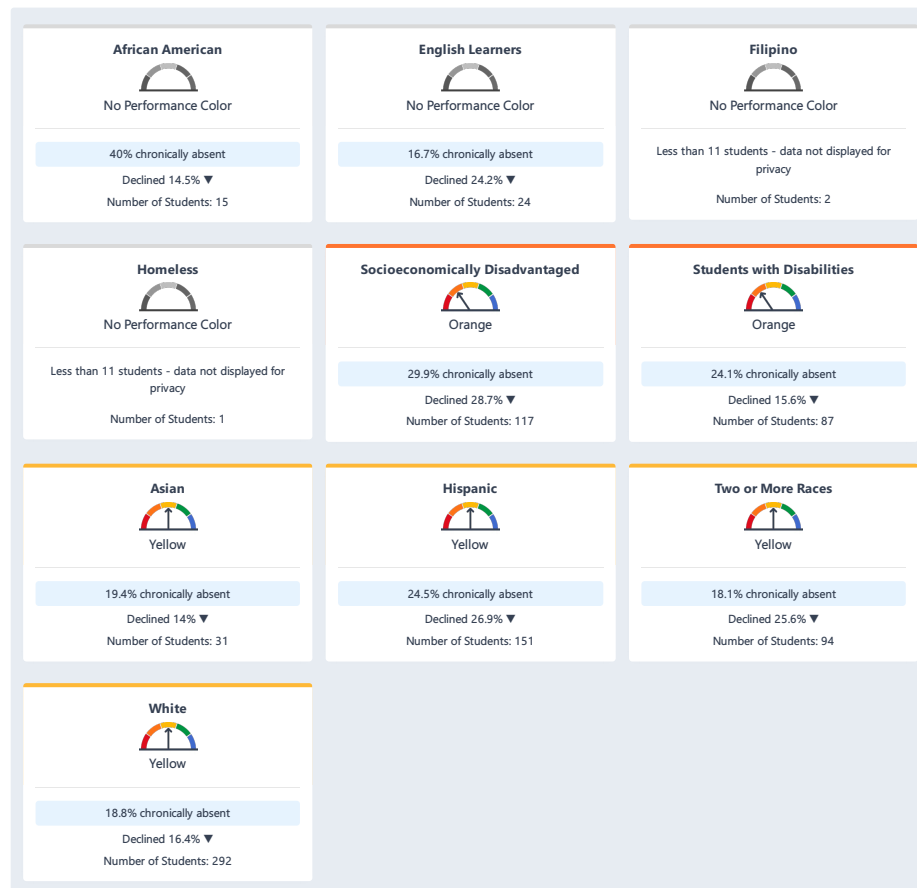 African American
No Performance Color
40% chronically absent
Declined 14.5% ▼
Number of Students: 15
English Learners
No Performance Color
16.7% chronically absent
Declined 24.2% ▼
Number of Students: 24
Filipino
No Performance Color
Less than 11 students - data not displayed for
privacy
Number of Students: 2
Homeless
No Performance Color
Less than 11 students - data not displayed for
privacy
Number of Students: 1
Socioeconomically Disadvantaged
Orange
29.9% chronically absent
Declined 28.7% ▼
Number of Students: 117
Students with Disabilities
Orange
24.1% chronically absent
Declined 15.6% ▼
Number of Students: 87
Asian
Yellow
19.4% chronically absent
Declined 14% ▼
Number of Students: 31
Hispanic
Yellow
24.5% chronically absent
Declined 26.9% ▼
Number of Students: 151
Two or More Races
Yellow
18.1% chronically absent
Declined 25.6% ▼
Number of Students: 94
White
Yellow
18.8% chronically absent
Declined 16.4% ▼
Number of Students: 292